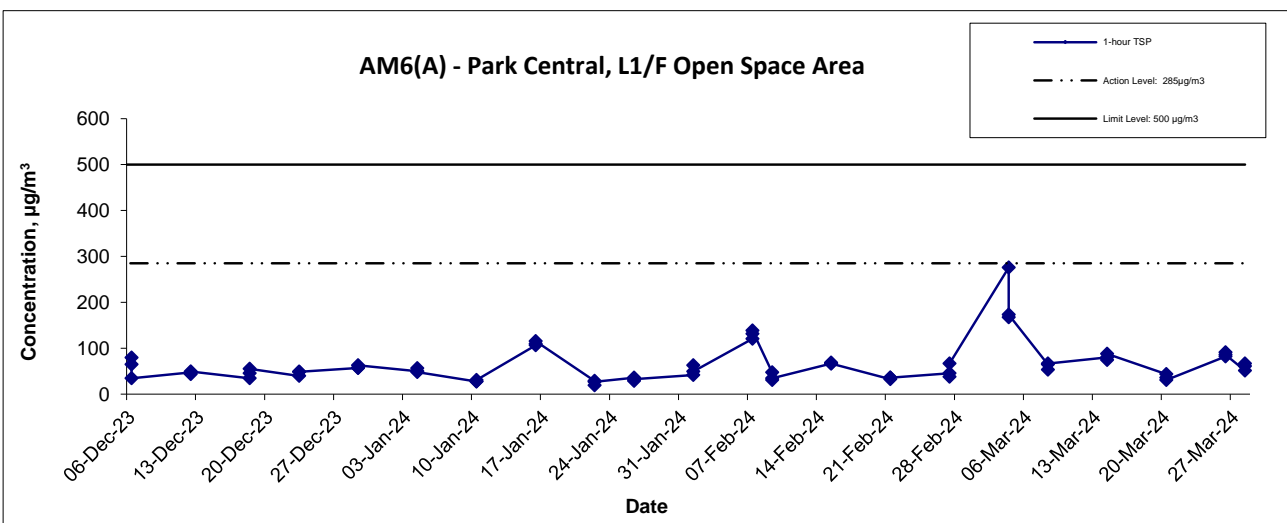 AM6(A) - Park Central, L1/F Open Space Area
1-hour TSP
Action Level: 285µg/m3
Limit Level: 500 µg/m3
Concentration, µg/m³
600
500
400
300
200
100
0
06-Dec-23
13-Dec-23
20-Dec-23
27-Dec-23
03-Jan-24
10-Jan-24
17-Jan-24
24-Jan-24
31-Jan-24
07-Feb-24
14-Feb-24
21-Feb-24
28-Feb-24
06-Mar-24
13-Mar-24
20-Mar-24
27-Mar-24
Date